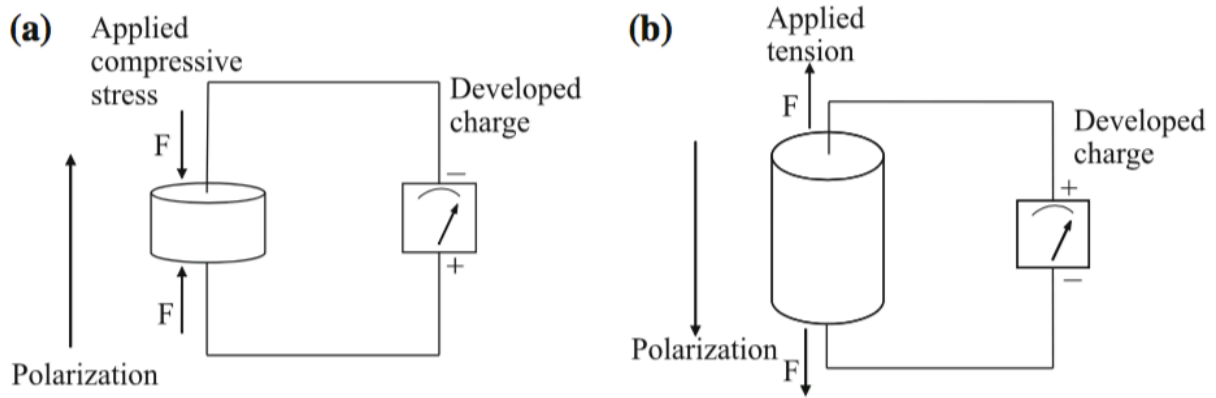 (a)
Applied
compressive
stress
F
Developed
charge
−
+
F
Polarization
(b)
Applied
tension
F
Developed
charge
+
−
Polarization
F